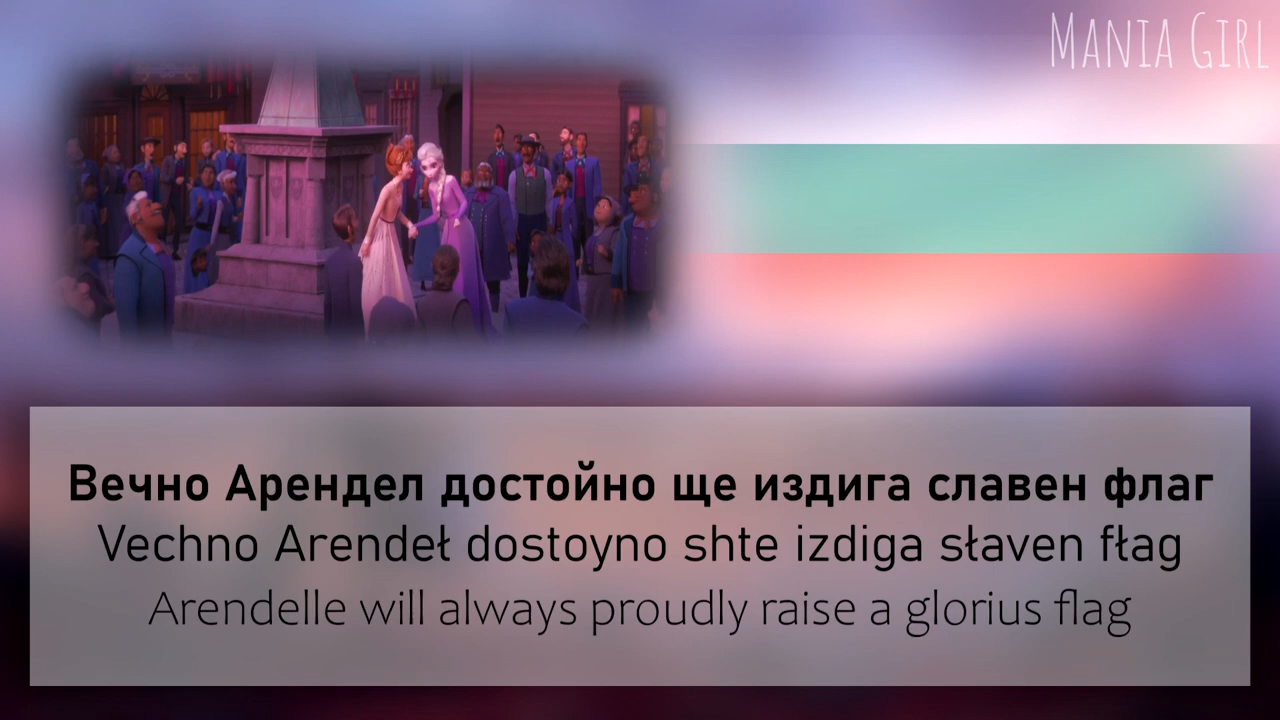 Mania Girl
Вечно Арендел достойно ще издига славен флаг
Vechno Arendeł dostoyno shte izdiga słaven fłag
Arendelle will always proudly raise a glorius flag